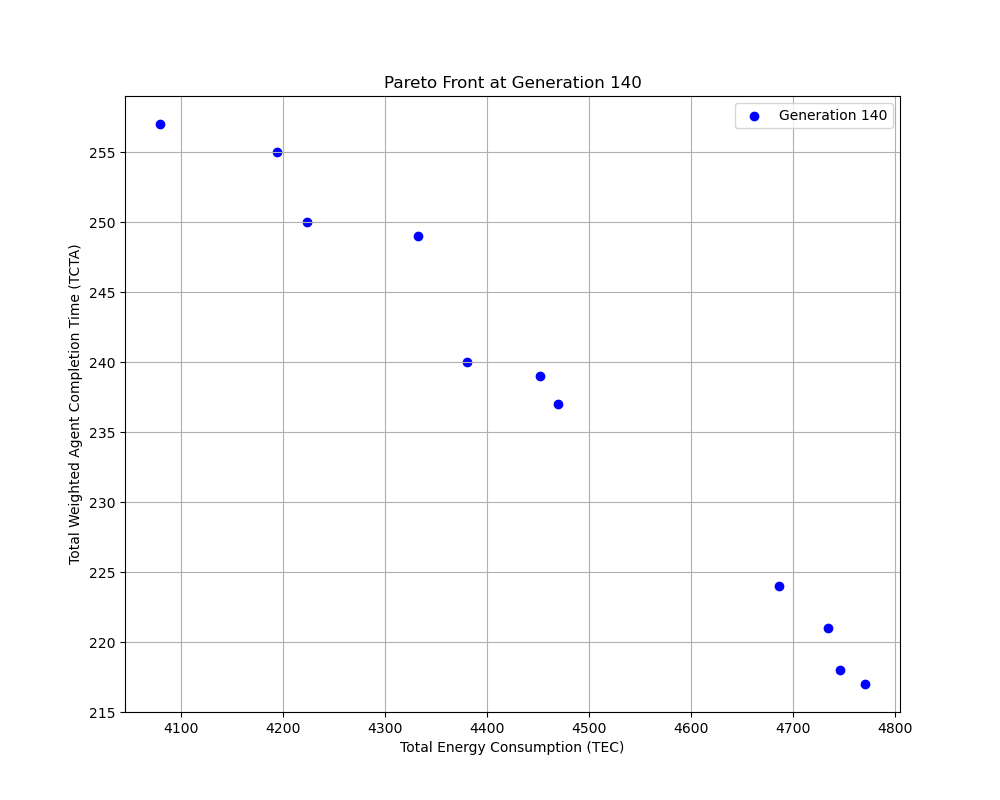 Pareto Front at Generation 140
Generation 140
Total Weighted Agent Completion Time (TCTA)
255
250
245
240
235
230
225
220
215
4100 4200 4300 4400 4500 4600 4700 4800
Total Energy Consumption (TEC)